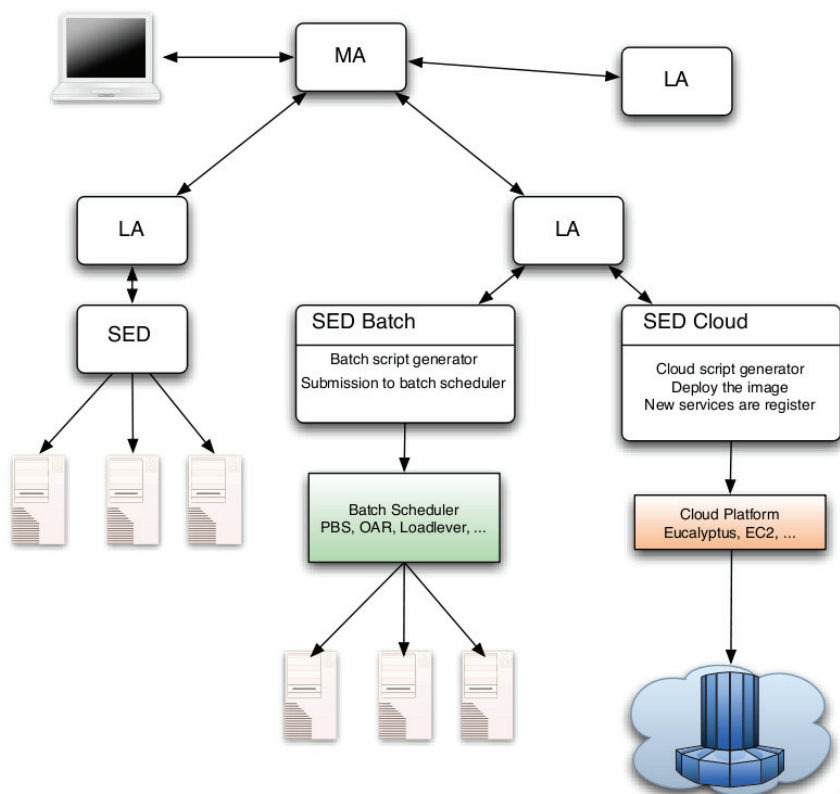 MA
LA
LA
LA
SED
SED Batch
Batch script generator
Submission to batch scheduler
SED Cloud
Cloud script generator
Deploy the image
New services are register
Batch Scheduler
PBS, OAR, Loadlever, ...
Cloud Platform
Eucalyptus, EC2, ...